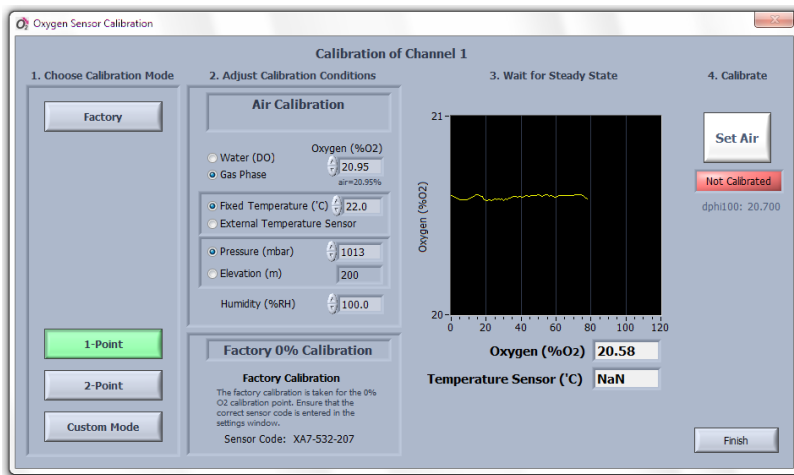 Oxygen Sensor Calibration
Calibration of Channel 1
1. Choose Calibration Mode
Factory
1-Point
2-Point
Custom Mode
2. Adjust Calibration Conditions
Air Calibration
Water (DO)
Gas Phase
Oxygen (%O2)
20.95
air=20.95%
Fixed Temperature (°C) 22.0
External Temperature Sensor
Pressure (mbar) 1013
Elevation (m) 200
Humidity (%RH) 100.0
Factory 0% Calibration
Factory Calibration
The factory calibration is taken for the 0%
O2 calibration point. Ensure that the
correct sensor code is entered in the
settings window.
Sensor Code: XA7-532-207
3. Wait for Steady State
Oxygen (%O2)
21
20
0 20 40 60 80 100 120
Oxygen (%O2) 20.58
Temperature Sensor (°C) NaN
4. Calibrate
Set Air
Not Calibrated
dphi100: 20.700
Finish